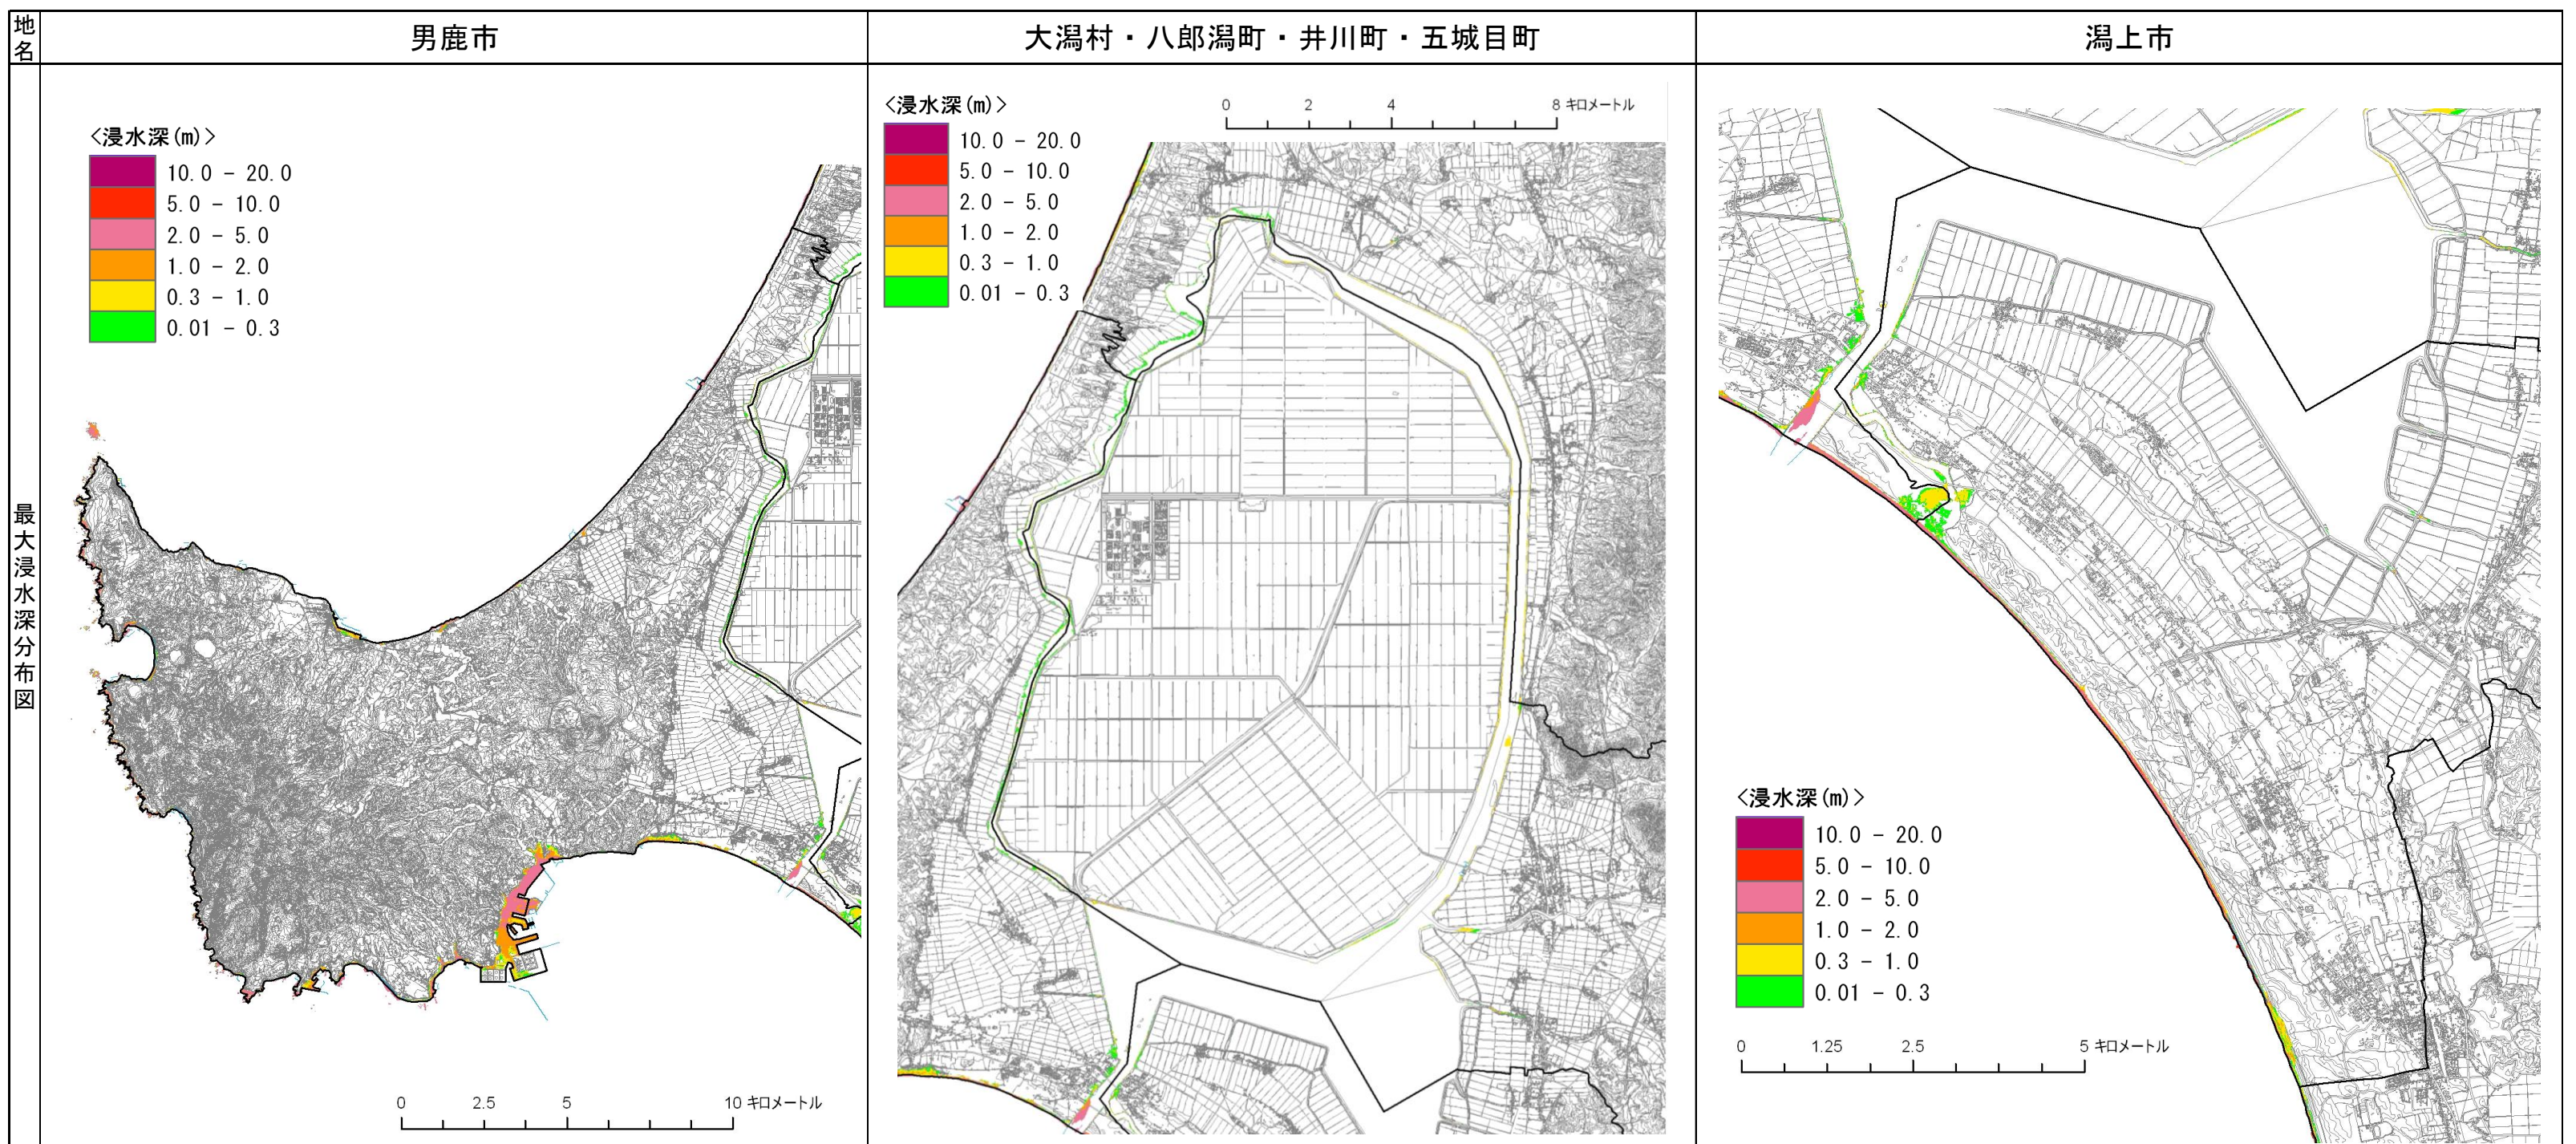 地名
男鹿市
大潟村・八郎潟町・井川町・五城目町
潟上市
最大浸水深分布図
<浸水深(m)>
10.0 - 20.0
5.0 - 10.0
2.0 - 5.0
1.0 - 2.0
0.3 - 1.0
0.01 - 0.3
0 2.5 5 10 キロメートル
<浸水深(m)>
10.0 - 20.0
5.0 - 10.0
2.0 - 5.0
1.0 - 2.0
0.3 - 1.0
0.01 - 0.3
0 2 4 8 キロメートル
<浸水深(m)>
10.0 - 20.0
5.0 - 10.0
2.0 - 5.0
1.0 - 2.0
0.3 - 1.0
0.01 - 0.3
0 1.25 2.5 5 キロメートル